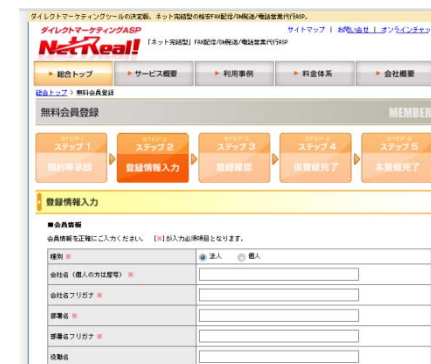 ダイレクトマーケティングツールの決定版。ネット完結型の格安FAX配信/DM発送/電話営業代行ASP。
ダイレクトマーケティングASP
NetReal!
「ネット完結型」FAX配信/DM発送/電話営業代行ASP
サイトマップ | お問い合せ | オンラインチャッ
総合トップ
サービス概要
利用事例
料金体系
会社概要
総合トップ > 無料会員登録
無料会員登録
MEMBER
STEP 1
ステップ 1
STEP 2
ステップ 2
登録情報入力
STEP 3
ステップ 3
登録確認
STEP 4
ステップ 4
仮登録完了
STEP 5
ステップ 5
本登録完了
登録情報入力
■会員情報
会員情報を正確にご入力ください。 [※]が入力必須項目となります。
種別 ※
法人 個人
会社名（個人の方は屋号） ※
会社名フリガナ ※
部署名 ※
部署名フリガナ ※
役職名